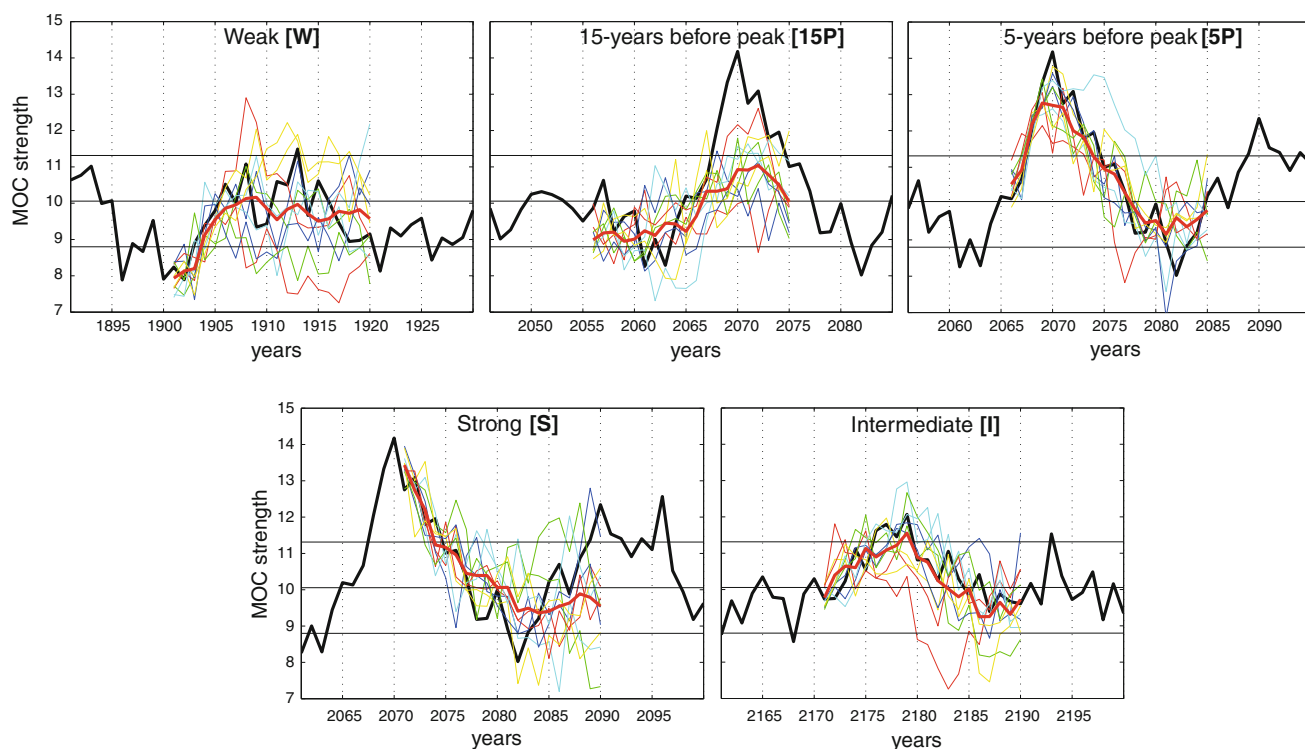 Weak [W]
15-years before peak [15P]
5-years before peak [5P]
MOC strength
15
14
13
12
11
10
9
8
7
1895 1900 1905 1910 1915 1920 1925
2050 2055 2060 2065 2070 2075 2080
2060 2065 2070 2075 2080 2085 2090
years
years
years
Strong [S]
Intermediate [I]
MOC strength
15
14
13
12
11
10
9
8
7
2065 2070 2075 2080 2085 2090 2095
2165 2170 2175 2180 2185 2190 2195
years
years